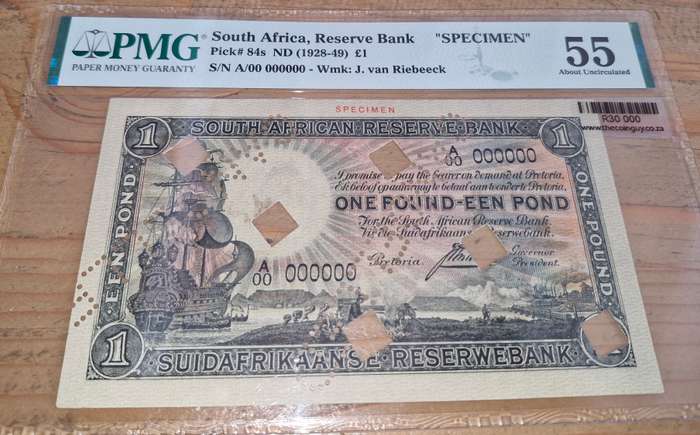 PMG
PAPER MONEY GUARANTY
South Africa, Reserve Bank "SPECIMEN"
Pick# 84s ND (1928-49) £1
S/N A/00 000000 - Wmk: J. van Riebeeck
55
About Uncirculated
R30 000
www.thecoinguy.co.za
SPECIMEN
1 SOUTH AFRICAN RESERVE BANK 1
A/00 000000
I promise to pay the bearer on demand at Pretoria,
Ek beloof op aanvraag te betaal aan toonder te Pretoria,
ONE POUND-EEN POND
For the South African Reserve Bank.
Vir die Suidafrikaanse Reserwebank.
Pretoria.
Governor
President.
A/00 000000
EEN POND
ONE POUND
1 SUIDAFRIKAANSE RESERWEBANK